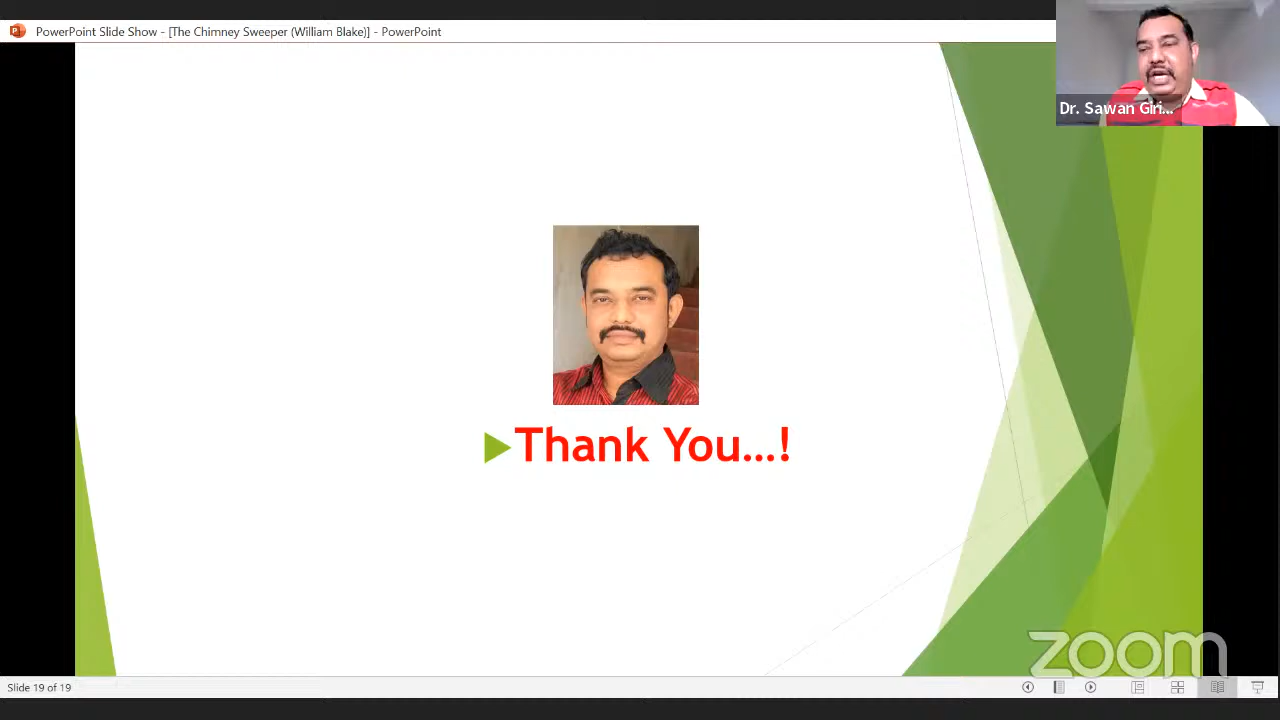 PowerPoint Slide Show - [The Chimney Sweeper (William Blake)] - PowerPoint
Dr. Sawan Giri...
Thank You...!
zoom
Slide 19 of 19